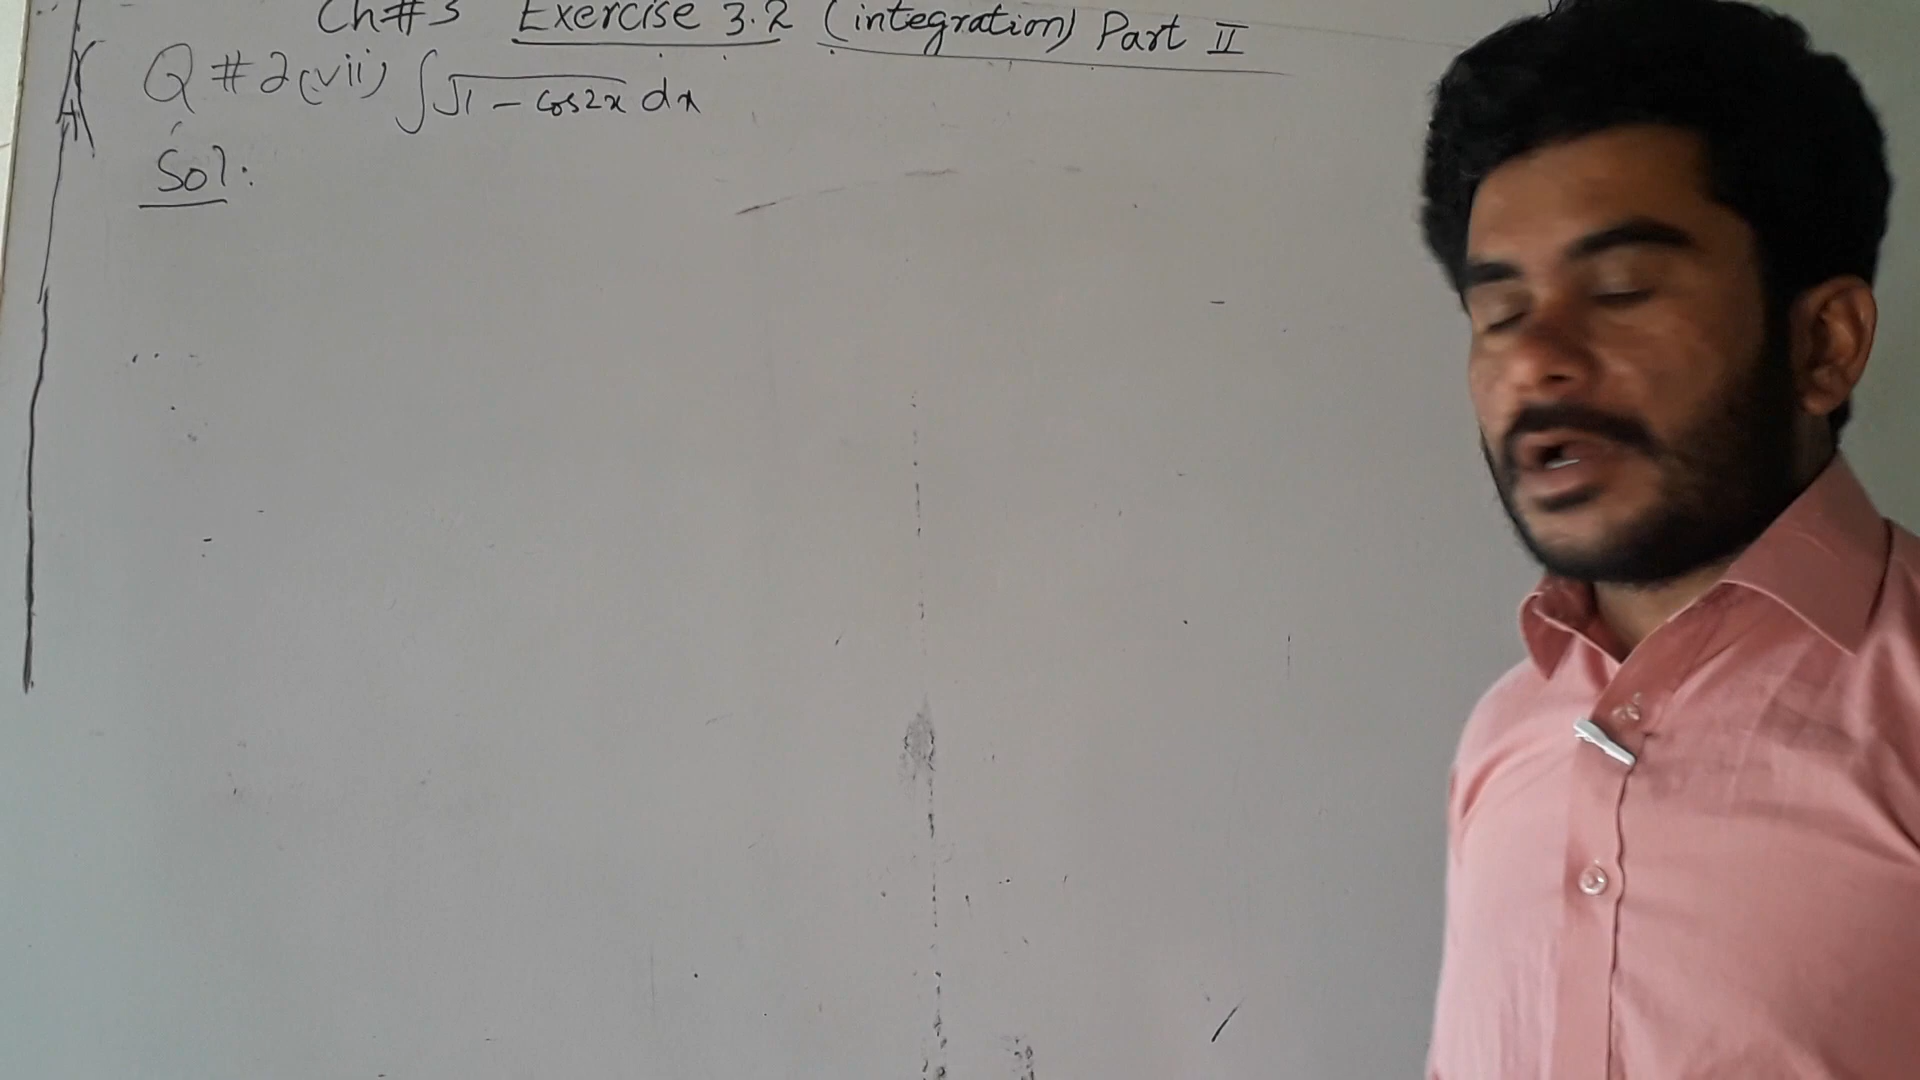 Ch#3 Exercise 3.2 (integration) Part II
Q#2(vii) ∫√1 - Cos2x dx
Sol: